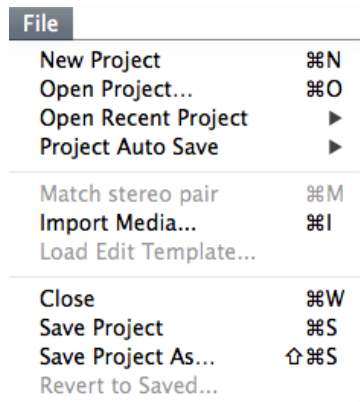 File
New Project ⌘N
Open Project... ⌘O
Open Recent Project ▶
Project Auto Save ▶
Match stereo pair ⌘M
Import Media... ⌘I
Load Edit Template...
Close ⌘W
Save Project ⌘S
Save Project As... ⇧⌘S
Revert to Saved...